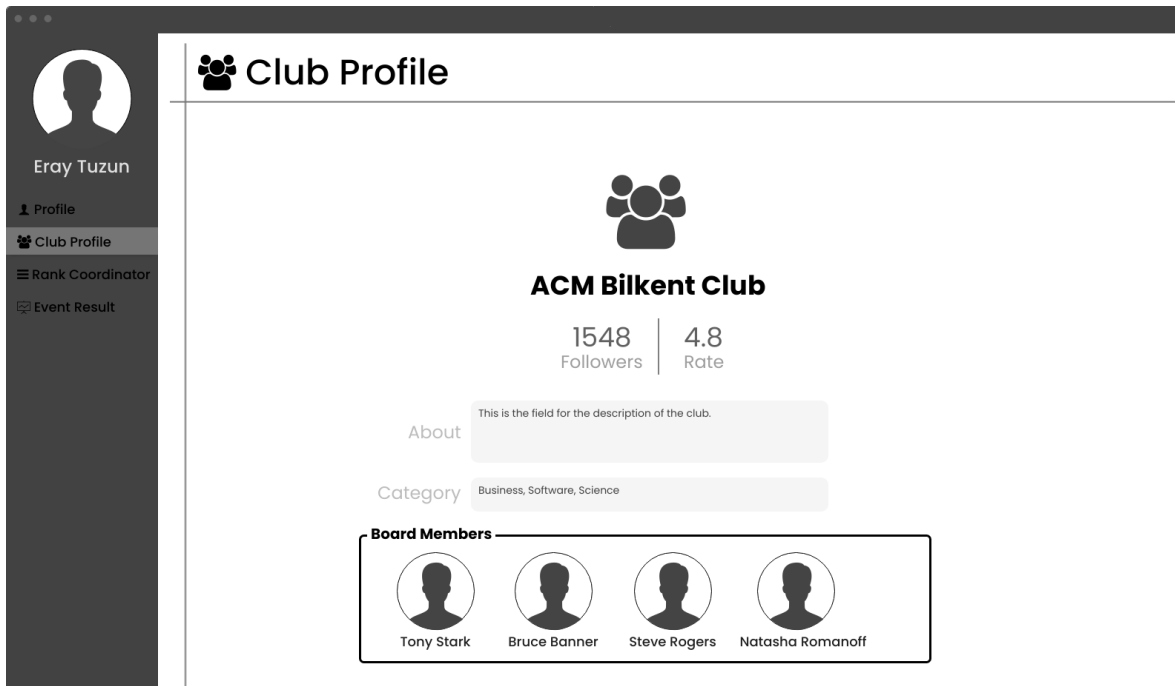 Club Profile
Eray Tuzun
Profile
Club Profile
Rank Coordinator
Event Result
ACM Bilkent Club
1548
Followers
4.8
Rate
About
This is the field for the description of the club.
Category
Business, Software, Science
Board Members
Tony Stark
Bruce Banner
Steve Rogers
Natasha Romanoff